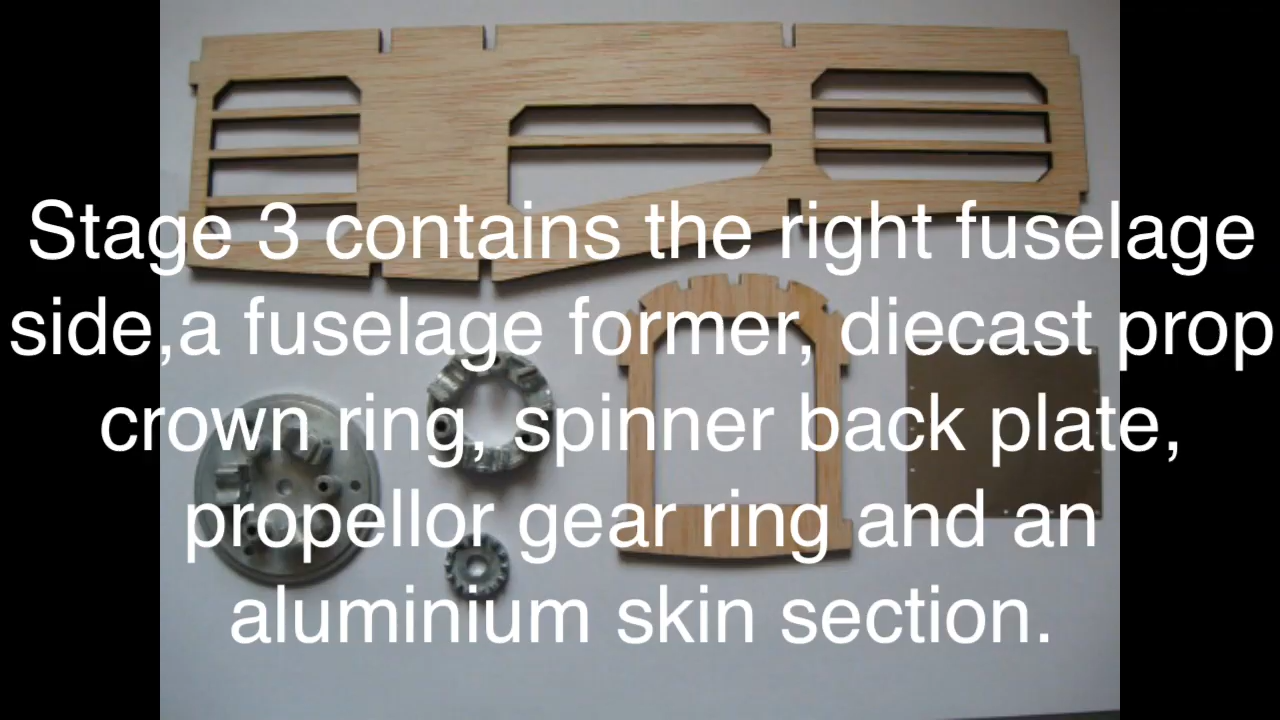 Stage 3 contains the right fuselage
side,a fuselage former, diecast prop
crown ring, spinner back plate,
propellor gear ring and an
aluminium skin section.